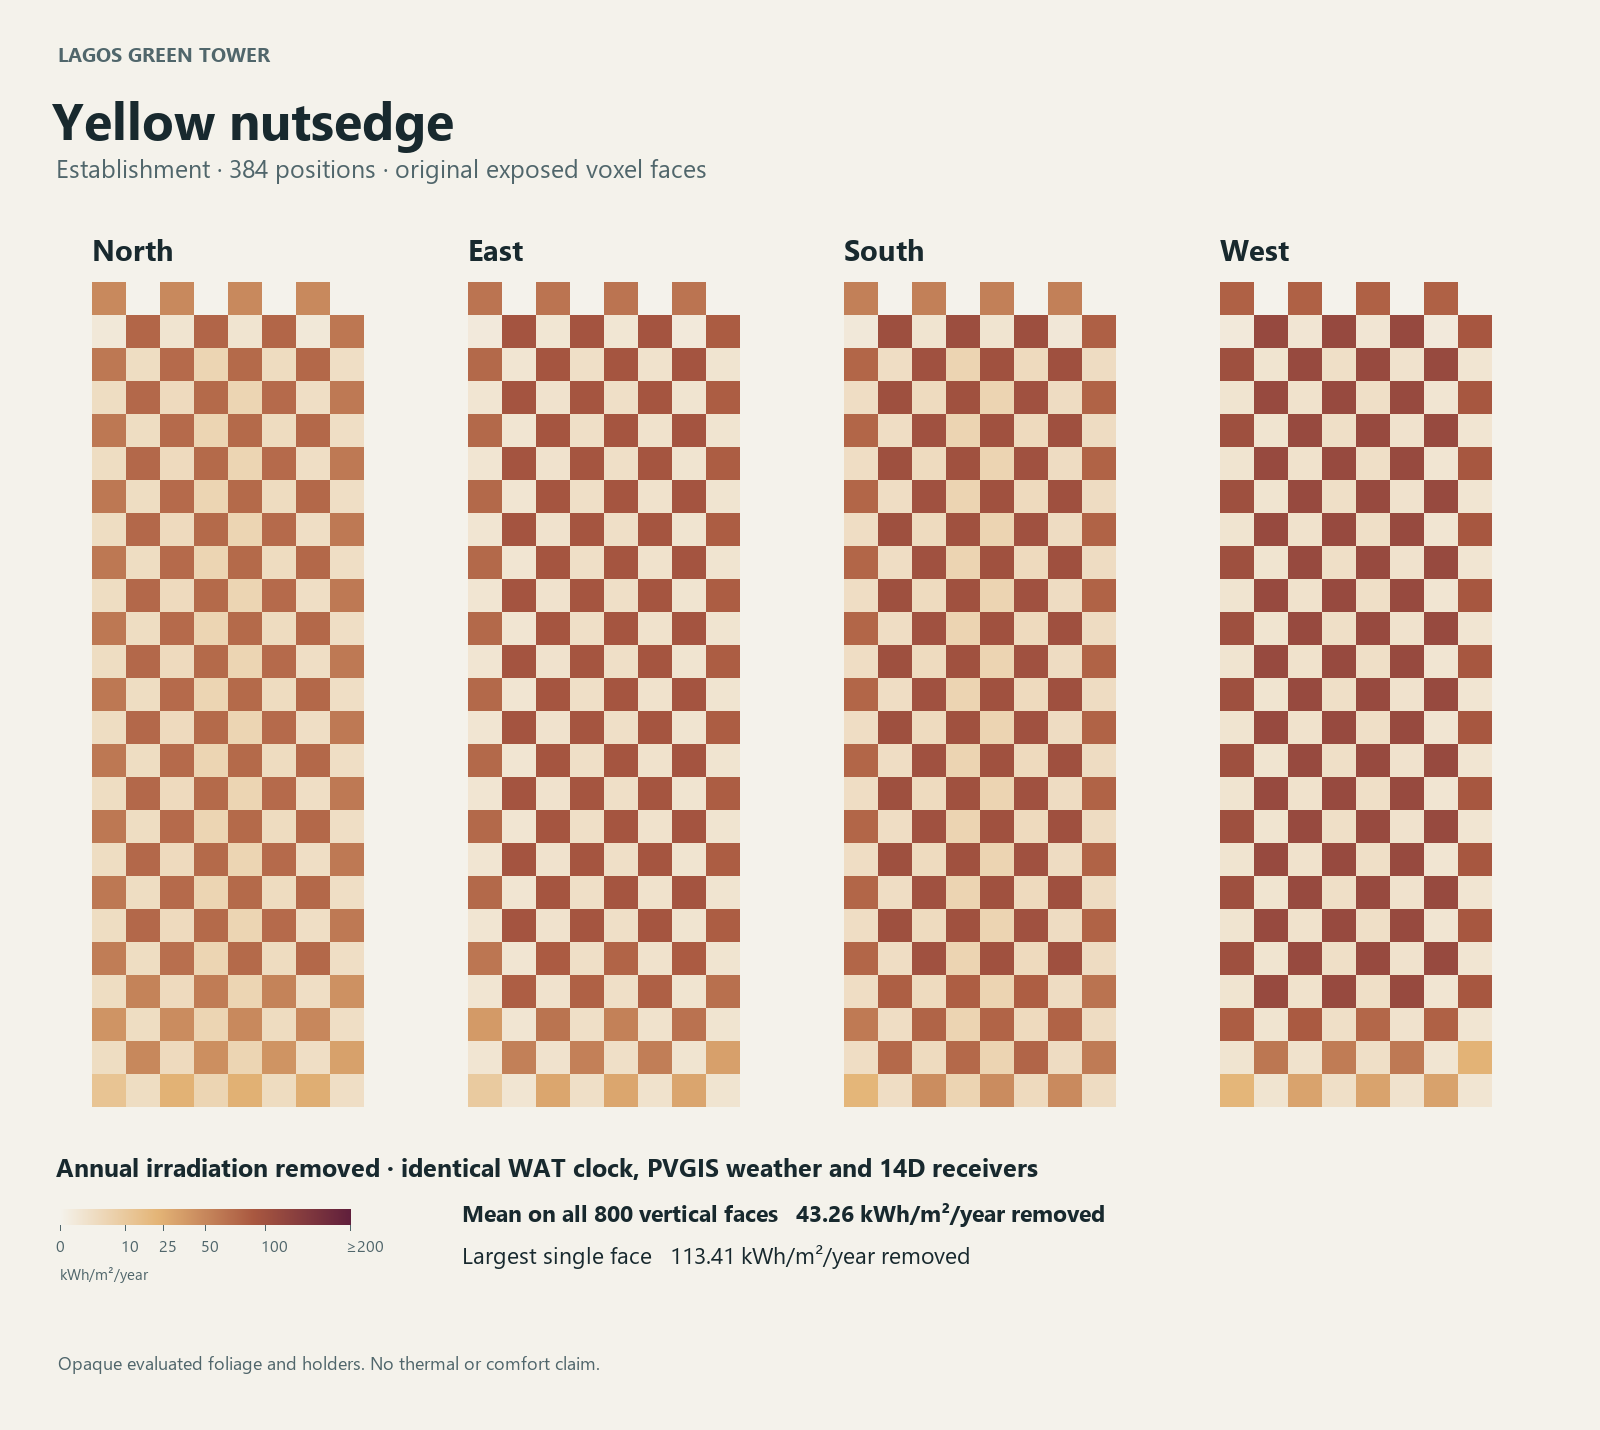 LAGOS GREEN TOWER
Yellow nutsedge
Establishment · 384 positions · original exposed voxel faces
North East South West
Annual irradiation removed · identical WAT clock, PVGIS weather and 14D receivers
Mean on all 800 vertical faces 43.26 kWh/m²/year removed
0 10 25 50 100 ≥200
Largest single face 113.41 kWh/m²/year removed
kWh/m²/year
Opaque evaluated foliage and holders. No thermal or comfort claim.